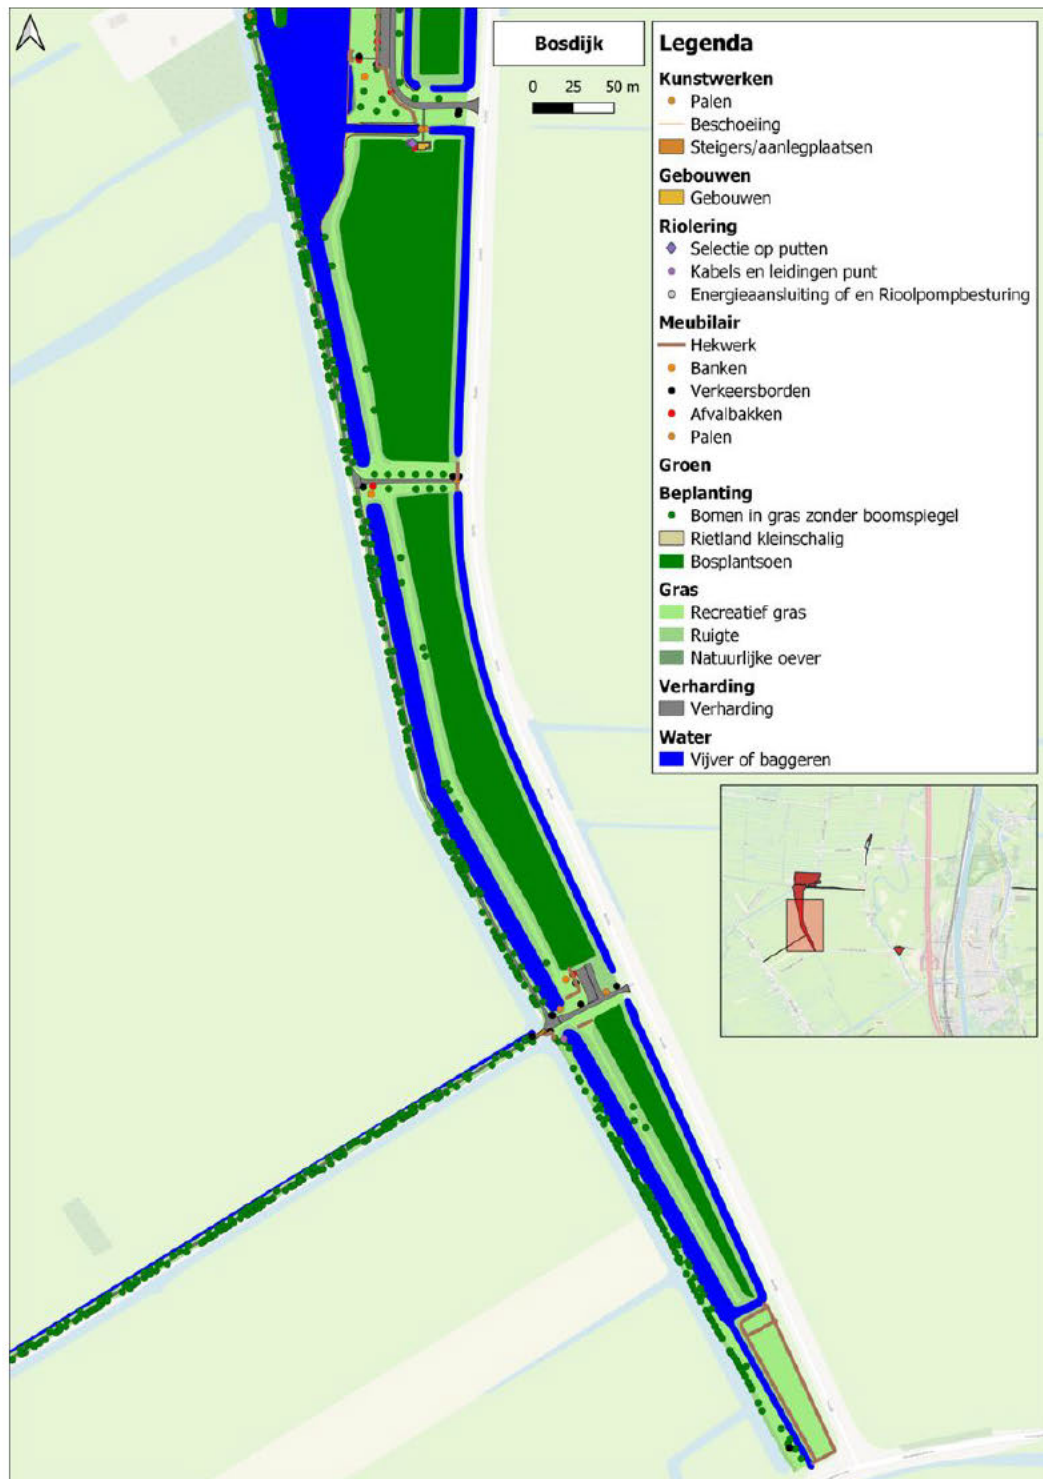 Bosdijk
0 25 50 m
Legenda
Kunstwerken
Palen
Beschoeiing
Steigers/aanlegplaatsen
Gebouwen
Gebouwen
Riolering
Selectie op putten
Kabels en leidingen punt
Energieaansluiting of en Rioolpompbesturing
Meubilair
Hekwerk
Banken
Verkeersborden
Afvalbakken
Palen
Groen
Beplanting
Bomen in gras zonder boomspiegel
Rietland kleinschalig
Bosplantsoen
Gras
Recreatief gras
Ruigte
Natuurlijke oever
Verharding
Verharding
Water
Vijver of baggeren